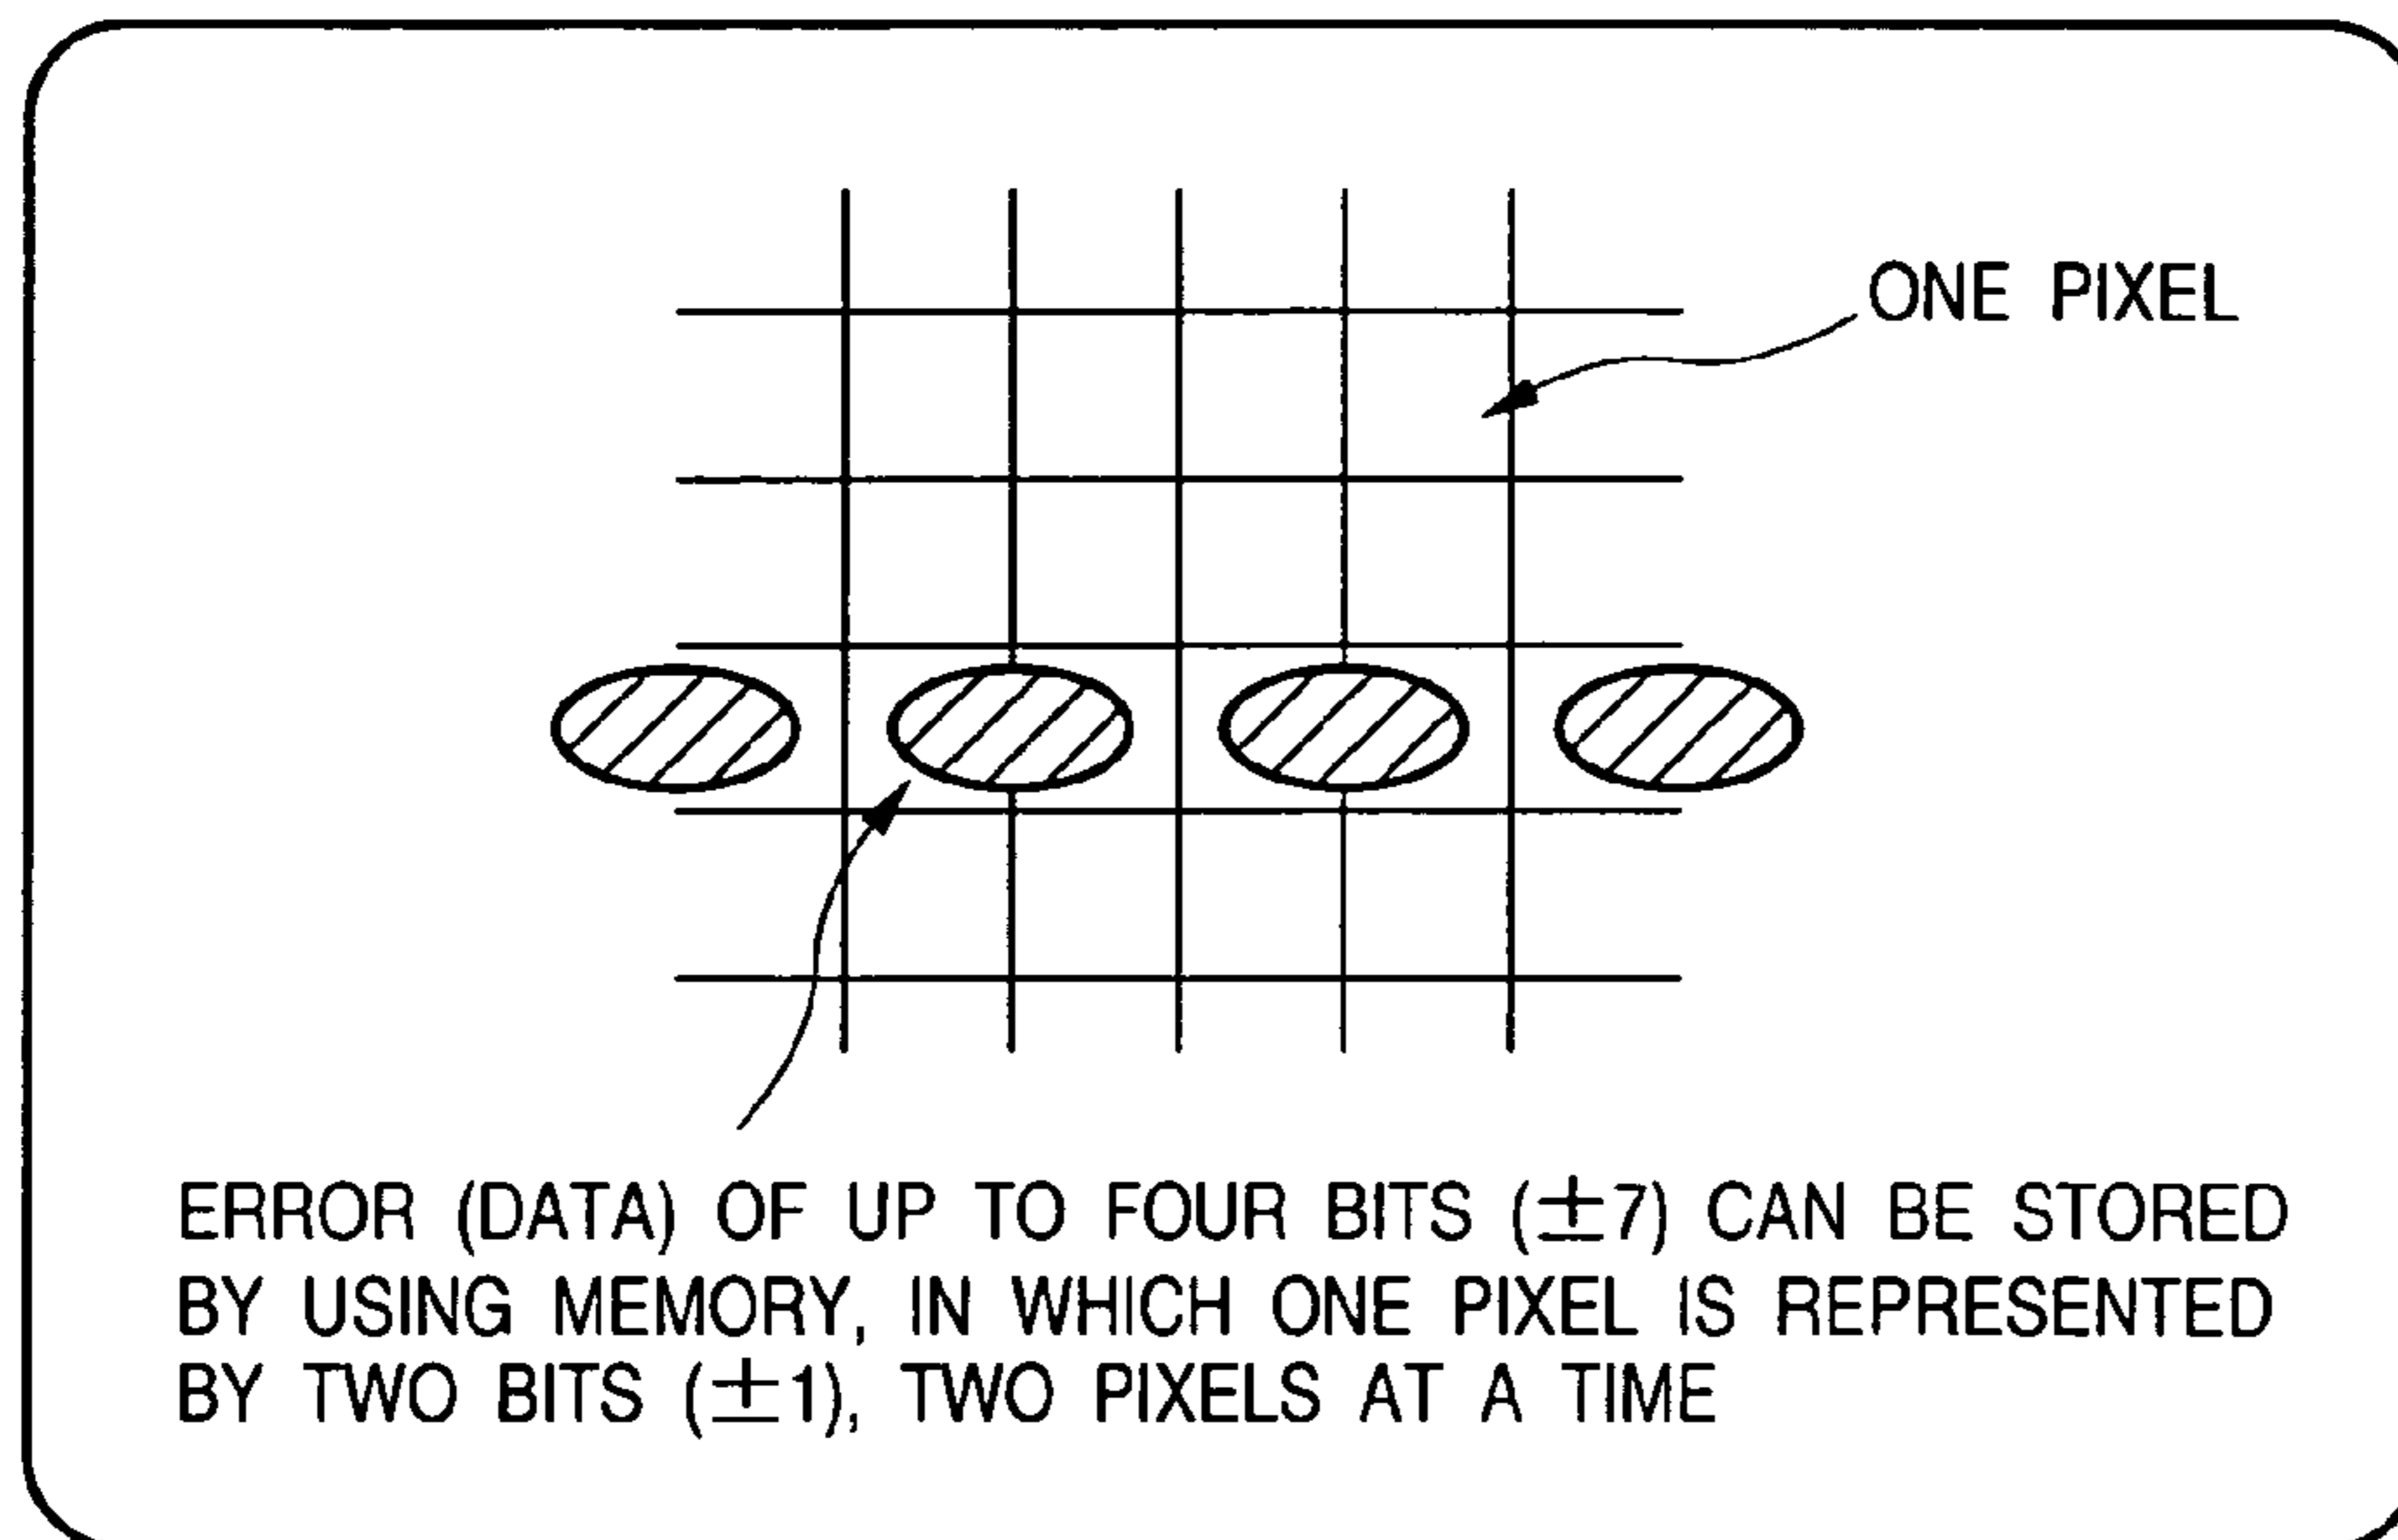 ONE PIXEL
ERROR (DATA) OF UP TO FOUR BITS (±7) CAN BE STORED
BY USING MEMORY, IN WHICH ONE PIXEL IS REPRESENTED
BY TWO BITS (±1), TWO PIXELS AT A TIME